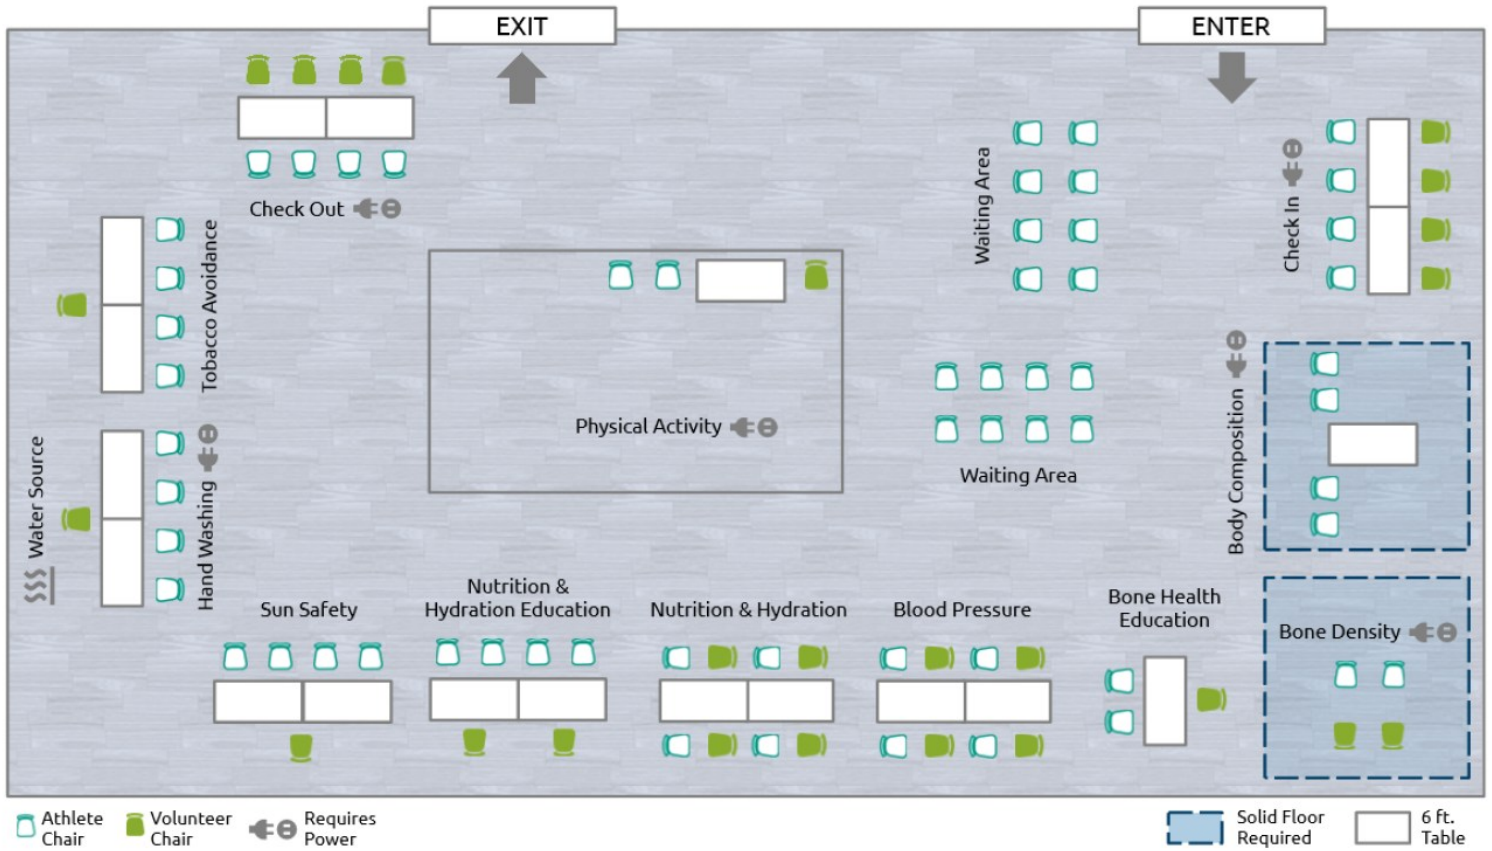 EXIT
ENTER
Check Out
Waiting Area
Check In
Tobacco Avoidance
Physical Activity
Waiting Area
Body Composition
Water Source
Hand Washing
Sun Safety
Nutrition &
Hydration Education
Nutrition & Hydration
Blood Pressure
Bone Health
Education
Bone Density
Athlete
Chair
Volunteer
Chair
Requires
Power
Solid Floor
Required
6 ft.
Table